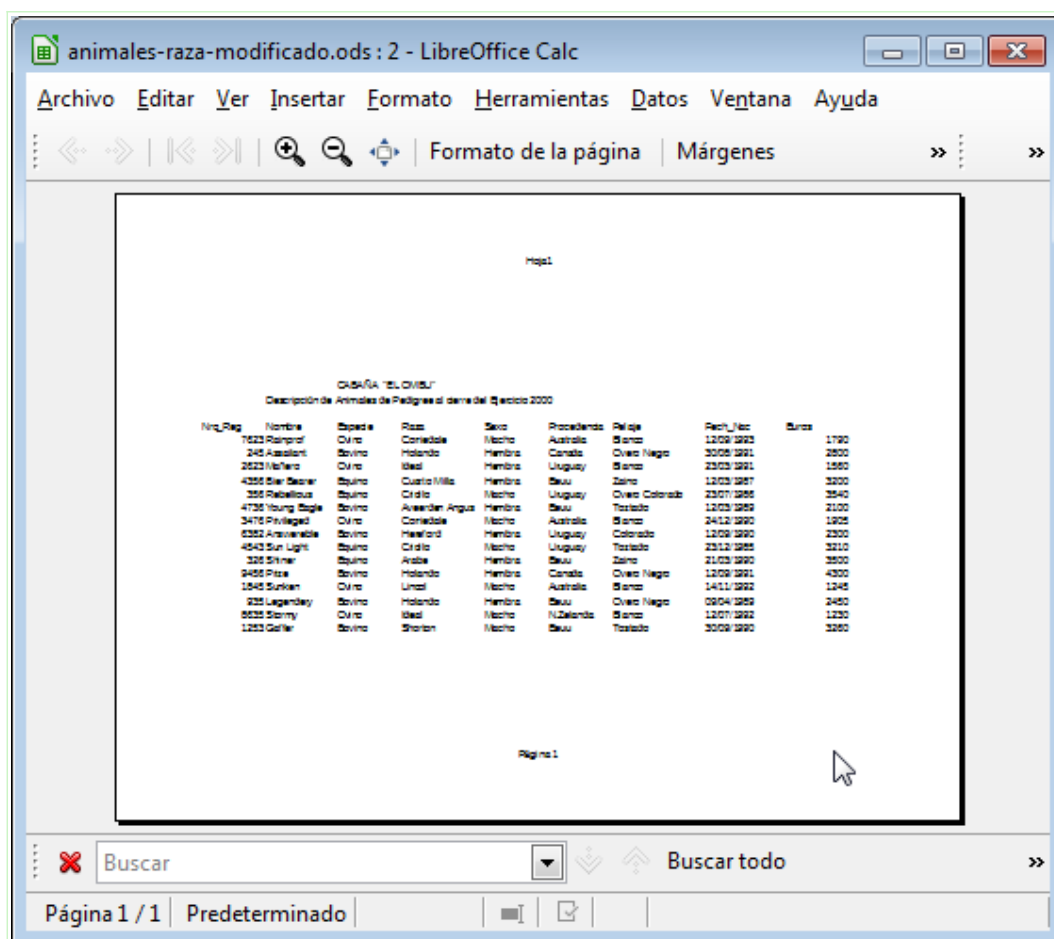 animales-raza-modificado.ods : 2 - LibreOffice Calc
Archivo Editar Ver Insertar Formato Herramientas Datos Ventana Ayuda
Formato de la página Márgenes
Hoja1
CABAÑA "EL OMBU"
Descripción de Animales de Pedigree al cierre del Ejercicio 2000
Nro_Reg Nombre Especie Raza Sexo Procedencia Pelaje Fech_Nac Euros
7623 Rainprof Ovino Corriedale Macho Australia Blanco 12/09/1993 1790
245 Assailant Bovino Holando Hembra Canadá Overo Negro 30/08/1991 2800
2623 Mañero Ovino Ideal Hembra Uruguay Blanco 23/03/1991 1560
4356 Bier Bearer Equino Cuarto Milla Hembra Eeuu Zaino 12/03/1987 3200
356 Rebellious Equino Criollo Macho Uruguay Overo Colorado 23/07/1986 3540
4736 Young Eagle Bovino Aveerden Angus Hembra Eeuu Tostado 12/03/1989 2100
3476 Privileged Ovino Corriedale Macho Australia Blanco 24/12/1990 1905
6352 Answerable Bovino Hereford Hembra Uruguay Colorado 12/09/1990 2300
4543 Sun Light Equino Criollo Macho Uruguay Tostado 23/12/1985 3210
326 Shiner Equino Arabe Hembra Eeuu Zaino 21/03/1990 3500
9456 Prize Bovino Holando Hembra Canadá Overo Negro 12/09/1991 4300
1845 Sunken Ovino Lincol Macho Australia Blanco 14/11/1992 1245
935 Legendary Bovino Holando Hembra Eeuu Overo Negro 09/04/1989 2450
6635 Stormy Ovino Ideal Macho N.Zelanda Blanco 12/07/1992 1230
1253 Gaffer Bovino Shorton Macho Eeuu Tostado 30/09/1990 3260
Página 1
Buscar Buscar todo
Página 1 / 1 Predeterminado